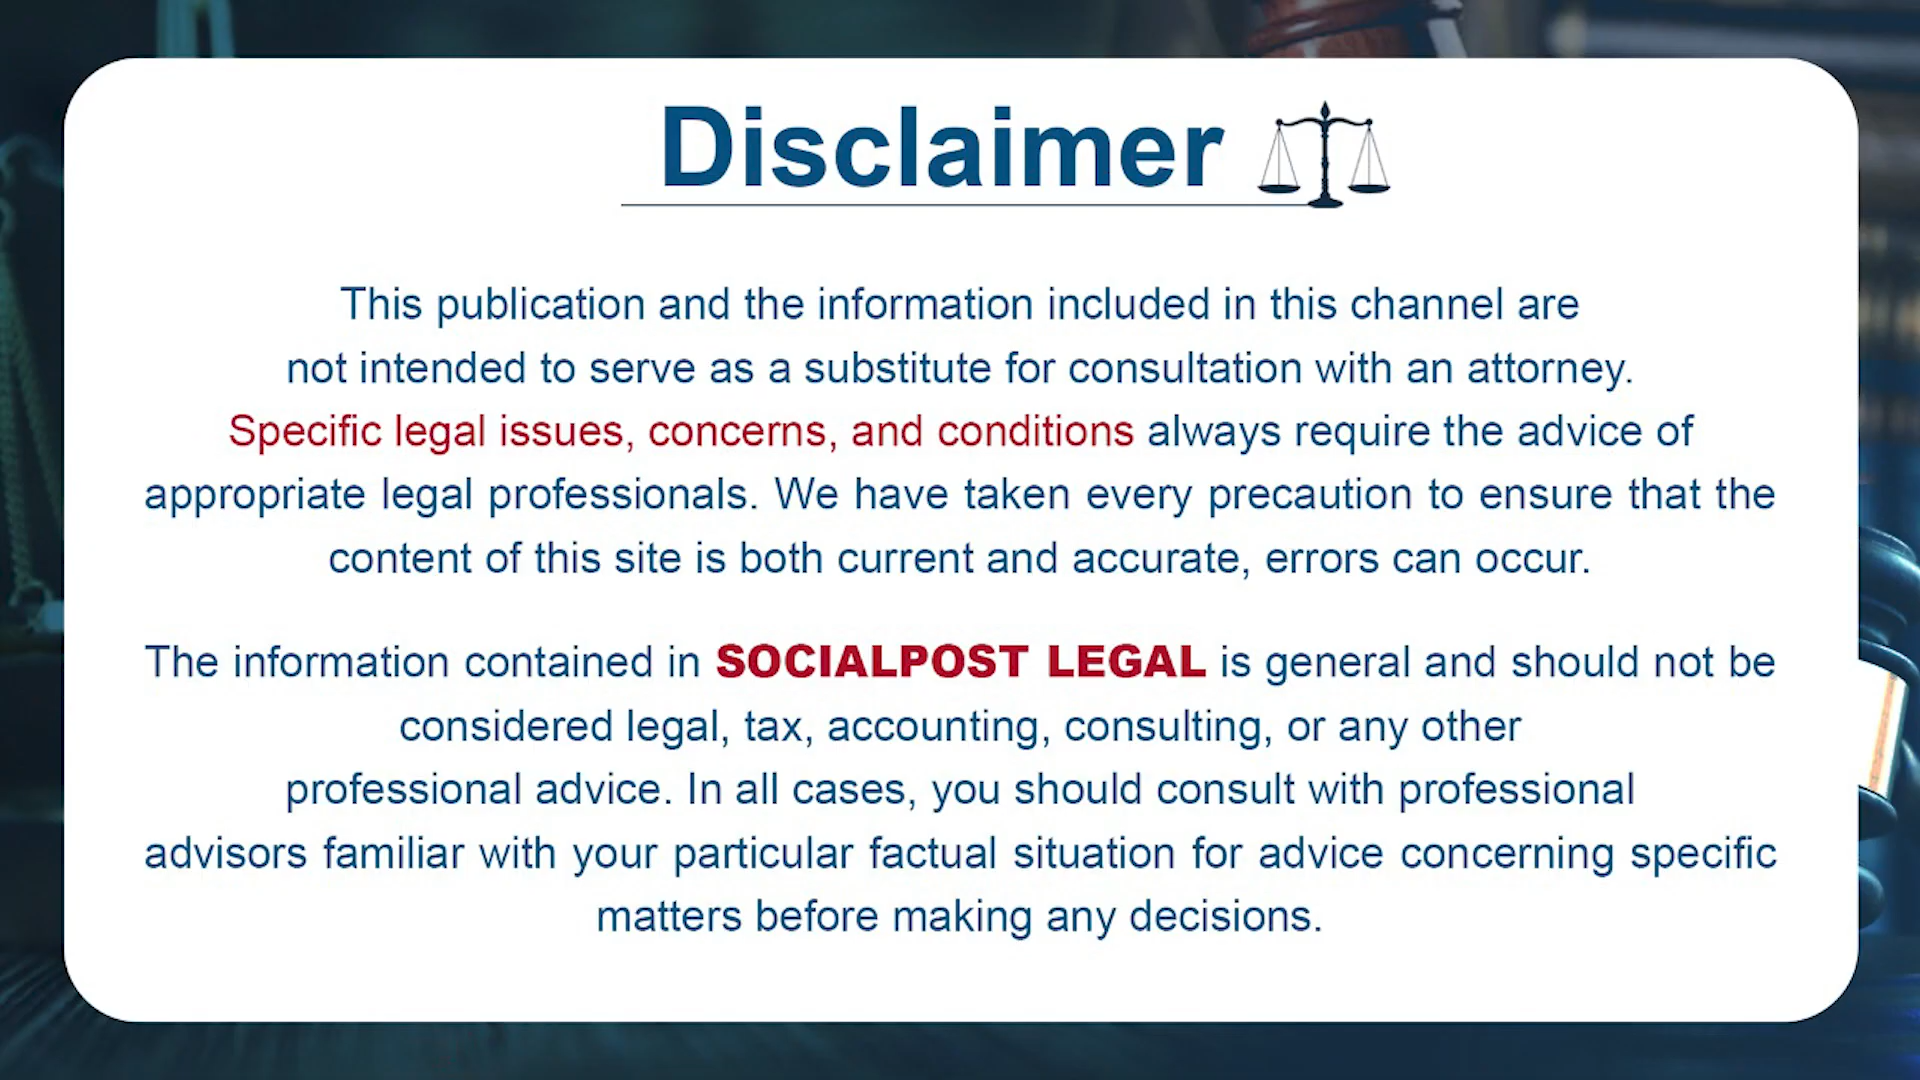 Disclaimer
This publication and the information included in this channel are
not intended to serve as a substitute for consultation with an attorney.
Specific legal issues, concerns, and conditions always require the advice of
appropriate legal professionals. We have taken every precaution to ensure that the
content of this site is both current and accurate, errors can occur.
The information contained in SOCIALPOST LEGAL is general and should not be
considered legal, tax, accounting, consulting, or any other
professional advice. In all cases, you should consult with professional
advisors familiar with your particular factual situation for advice concerning specific
matters before making any decisions.